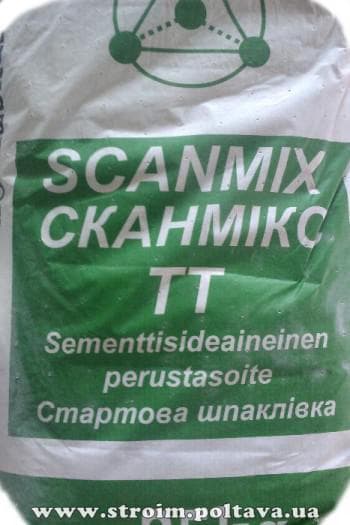 SCANMIX
СКАНМІКС
TT
Sementtisideaineinen
perustasoite
Стартова шпаклівка
www.stroim.poltava.ua